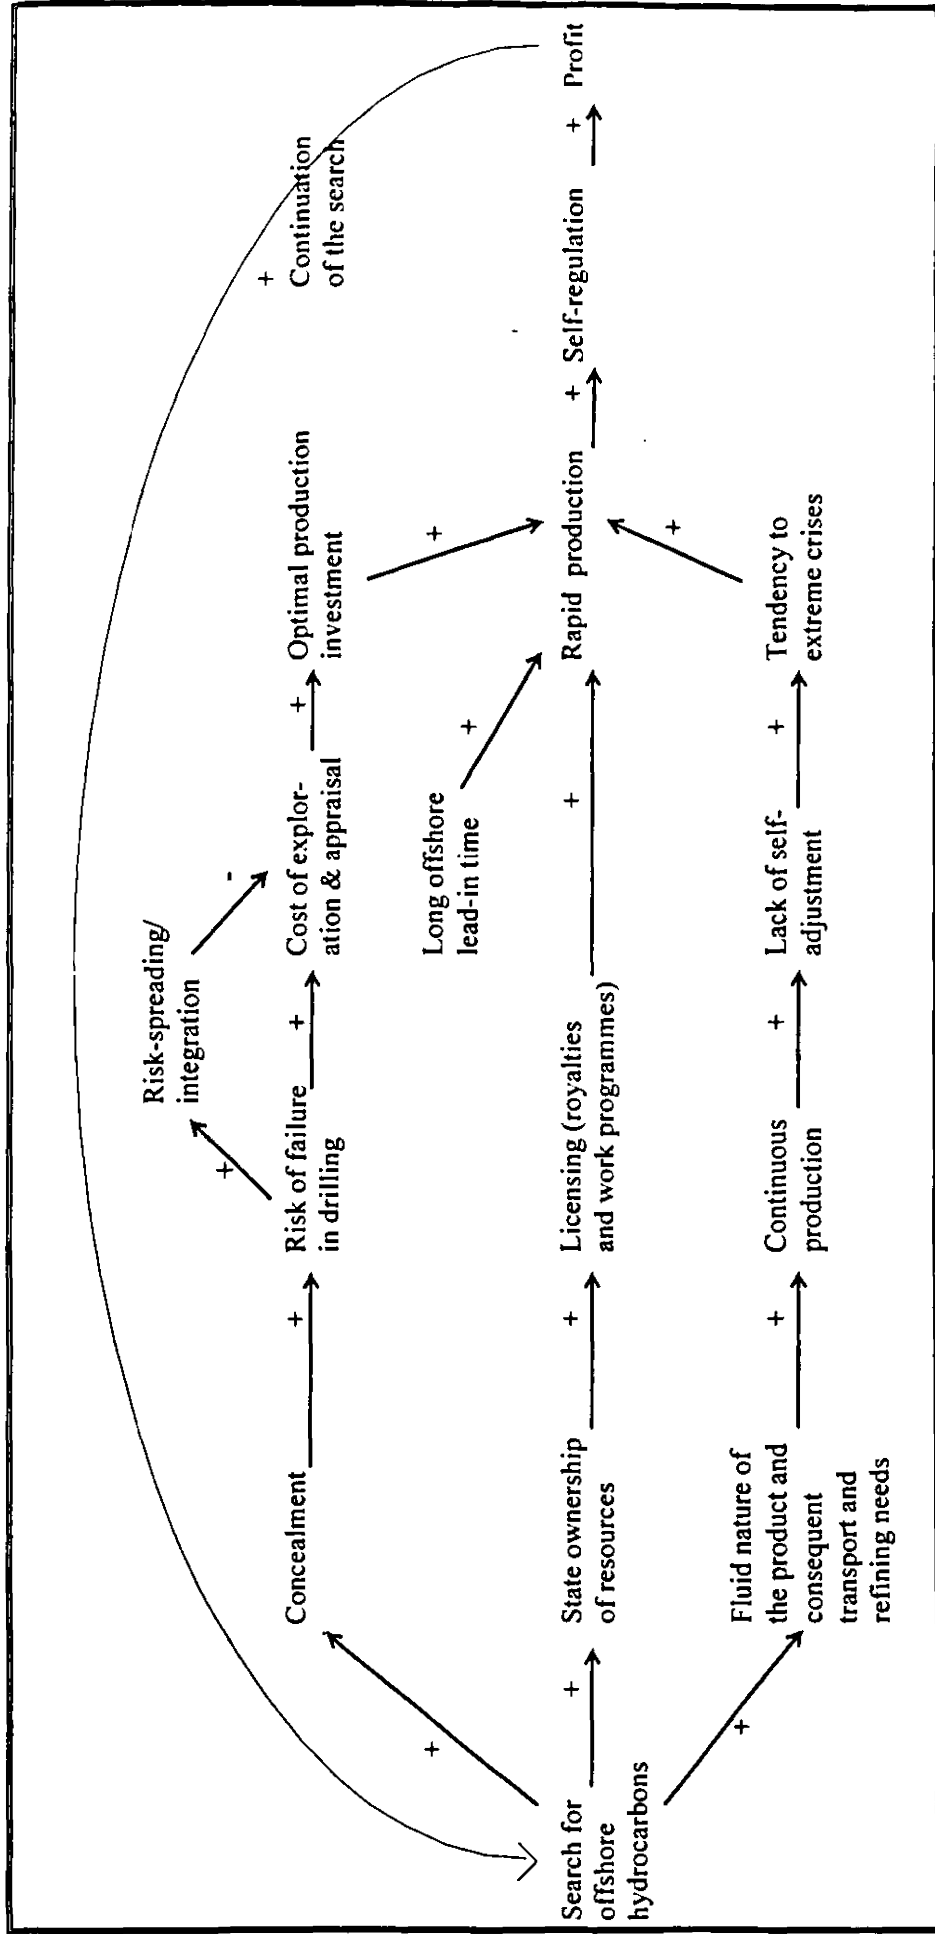 + Continuation
of the search
Risk-spreading/
integration
+
-
Concealment
+
Risk of failure
in drilling
+
Cost of explor-
ation & appraisal
+
Optimal production
investment
+
+
Long offshore
lead-in time
+
Search for
offshore
hydrocarbons
+
State ownership
of resources
+
Licensing (royalties
and work programmes)
+
Rapid production
+
Self-regulation
+
Profit
+
Fluid nature of
the product and
consequent
transport and
refining needs
+
Continuous
production
+
Lack of self-
adjustment
+
Tendency to
extreme crises
+